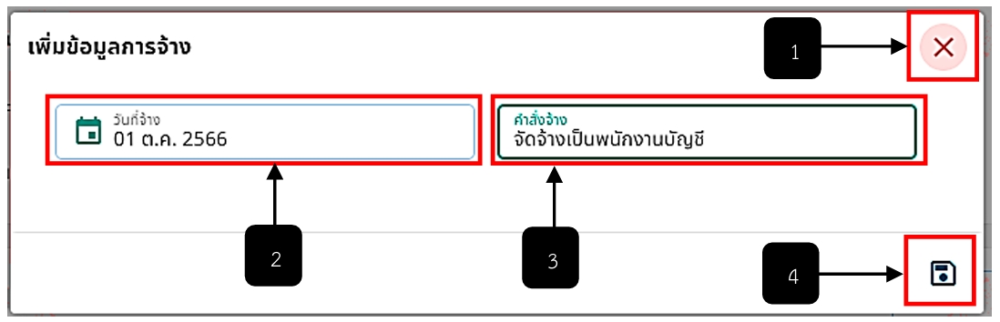 เพิ่มข้อมูลการจ้าง
1
วันที่จ้าง
01 ต.ค. 2566
คำสั่งจ้าง
จัดจ้างเป็นพนักงานบัญชี
2
3
4